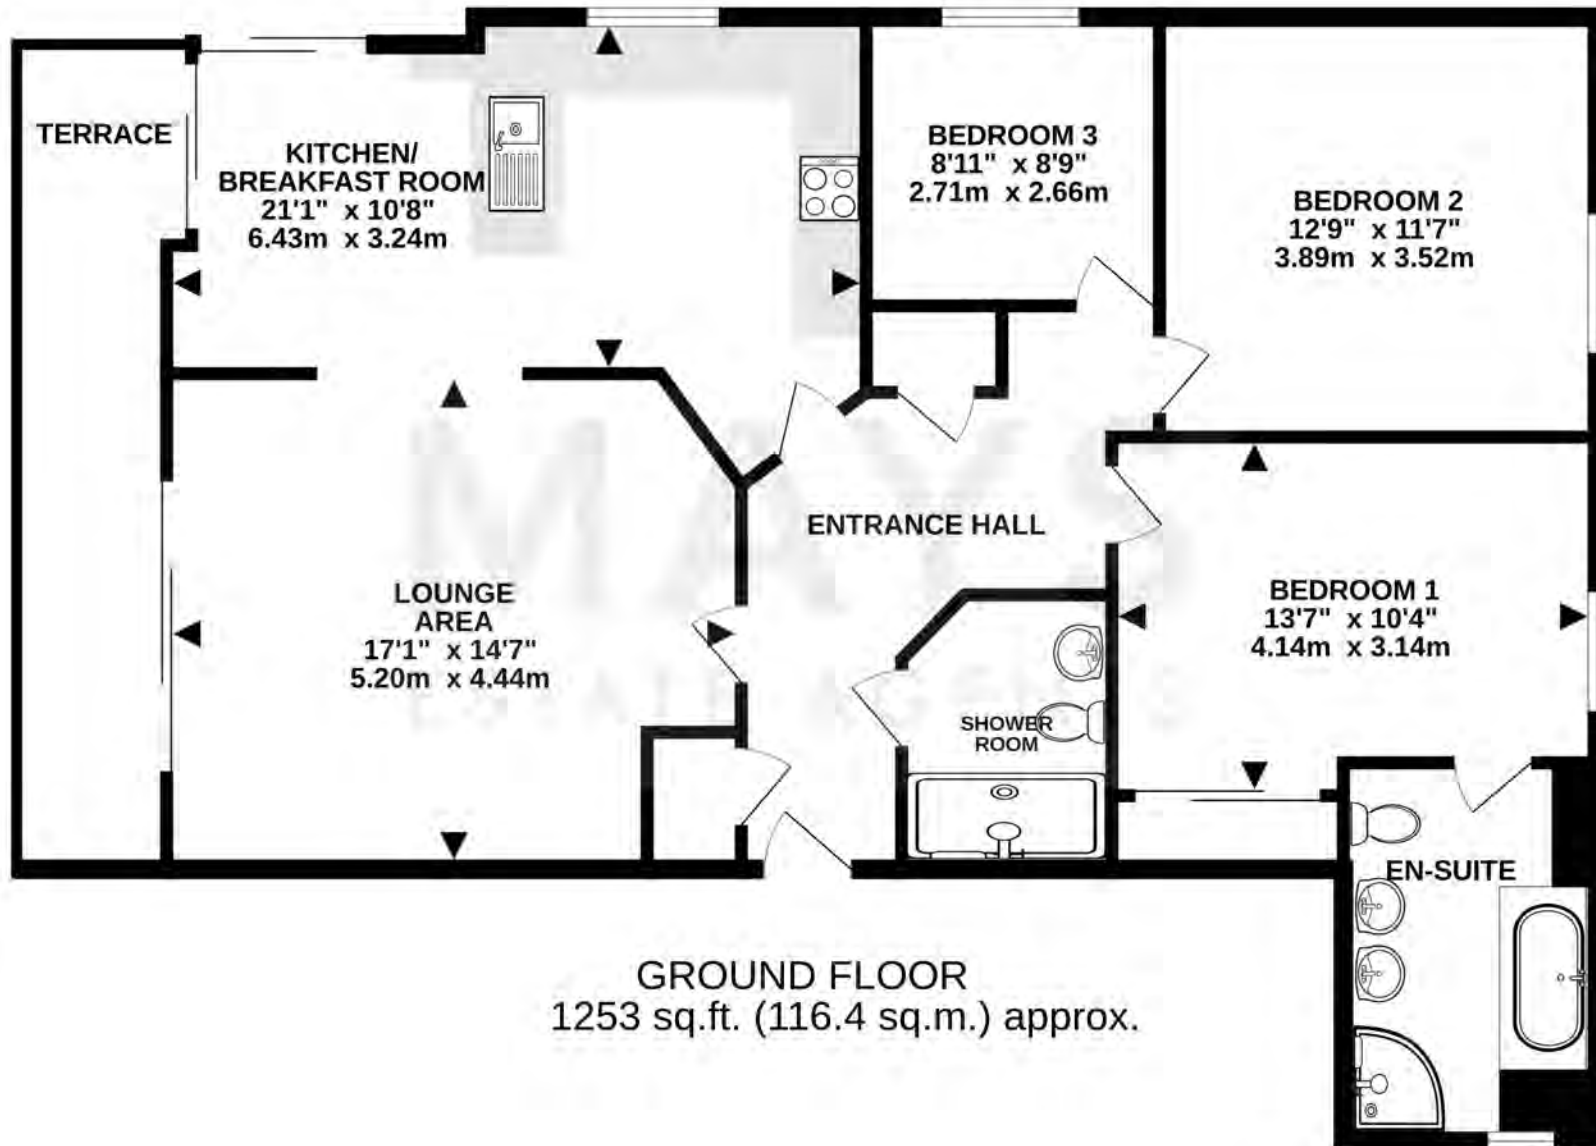 TERRACE
KITCHEN/
BREAKFAST ROOM
21'1" x 10'8"
6.43m x 3.24m
BEDROOM 3
8'11" x 8'9"
2.71m x 2.66m
BEDROOM 2
12'9" x 11'7"
3.89m x 3.52m
ENTRANCE HALL
LOUNGE
AREA
17'1" x 14'7"
5.20m x 4.44m
BEDROOM 1
13'7" x 10'4"
4.14m x 3.14m
SHOWER
ROOM
EN-SUITE
MAYS
ESTATE AGENTS
GROUND FLOOR
1253 sq.ft. (116.4 sq.m.) approx.